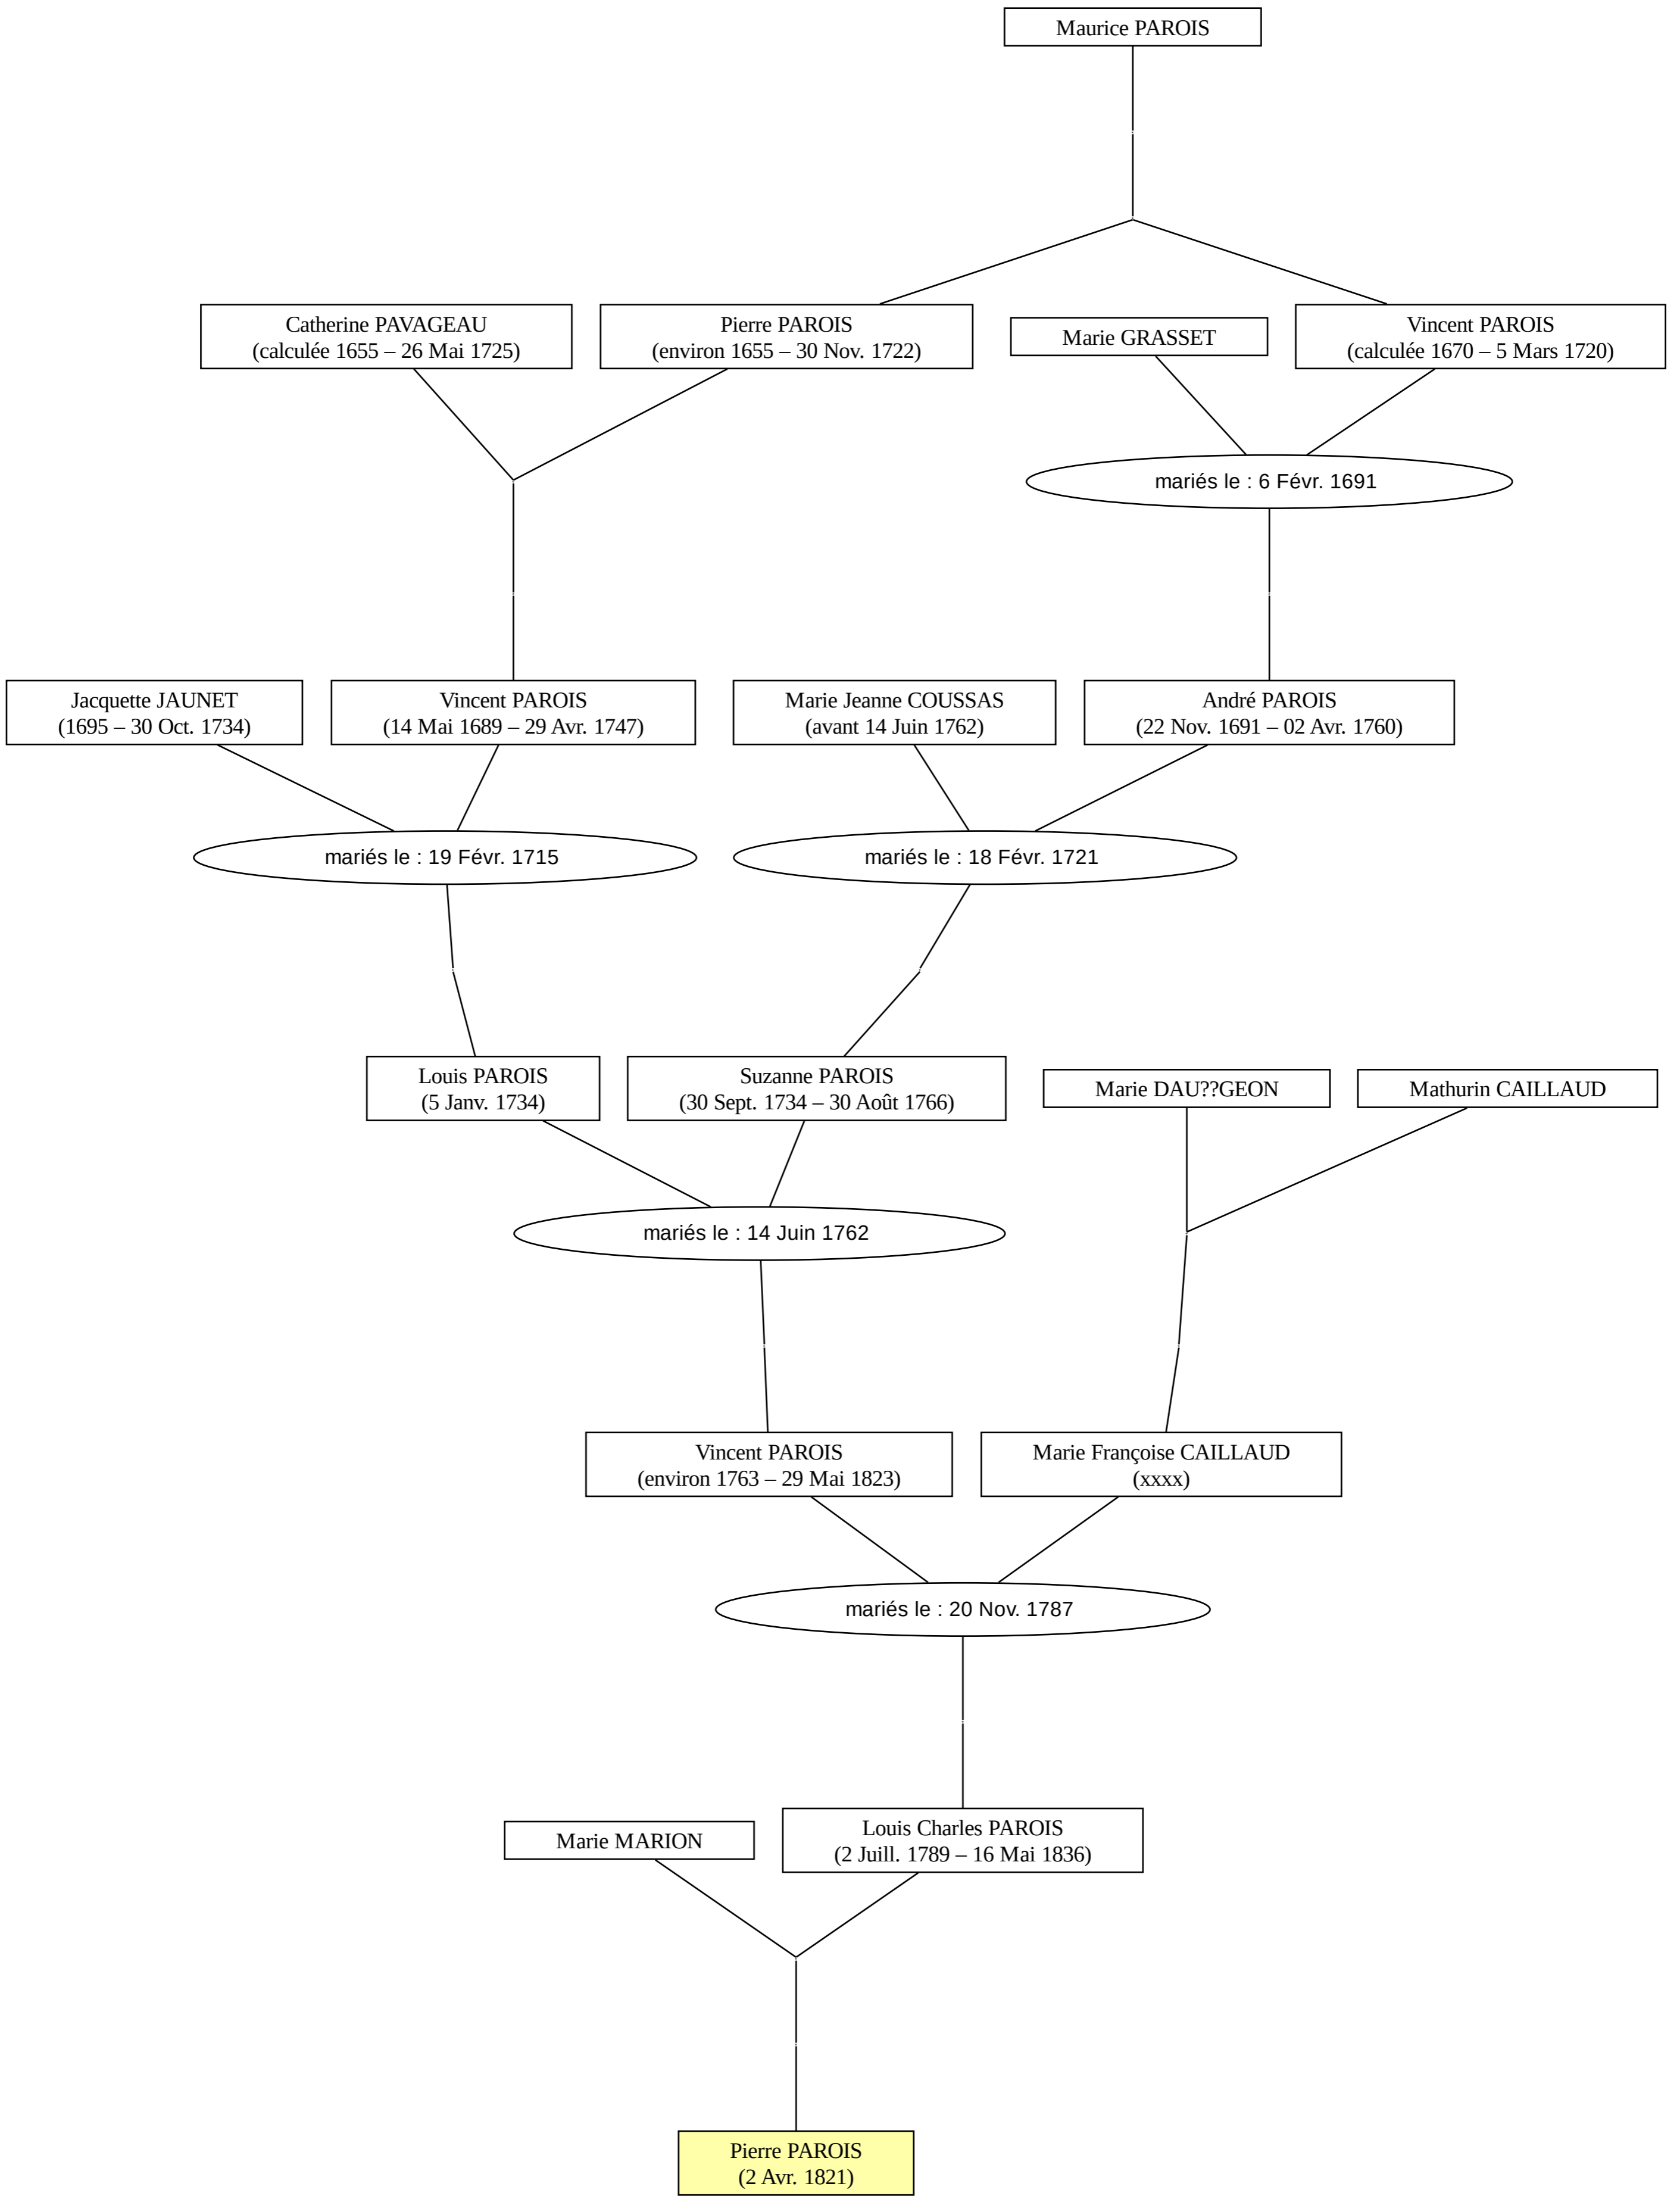 Maurice PAROIS
Catherine PAVAGEAU
(calculée 1655 – 26 Mai 1725)
Pierre PAROIS
(environ 1655 – 30 Nov. 1722)
Marie GRASSET
Vincent PAROIS
(calculée 1670 – 5 Mars 1720)
mariés le : 6 Févr. 1691
Jacquette JAUNET
(1695 – 30 Oct. 1734)
Vincent PAROIS
(14 Mai 1689 – 29 Avr. 1747)
Marie Jeanne COUSSAS
(avant 14 Juin 1762)
André PAROIS
(22 Nov. 1691 – 02 Avr. 1760)
mariés le : 19 Févr. 1715
mariés le : 18 Févr. 1721
Louis PAROIS
(5 Janv. 1734)
Suzanne PAROIS
(30 Sept. 1734 – 30 Août 1766)
Marie DAU??GEON
Mathurin CAILLAUD
mariés le : 14 Juin 1762
Vincent PAROIS
(environ 1763 – 29 Mai 1823)
Marie Françoise CAILLAUD
(xxxx)
mariés le : 20 Nov. 1787
Marie MARION
Louis Charles PAROIS
(2 Juill. 1789 – 16 Mai 1836)
Pierre PAROIS
(2 Avr. 1821)